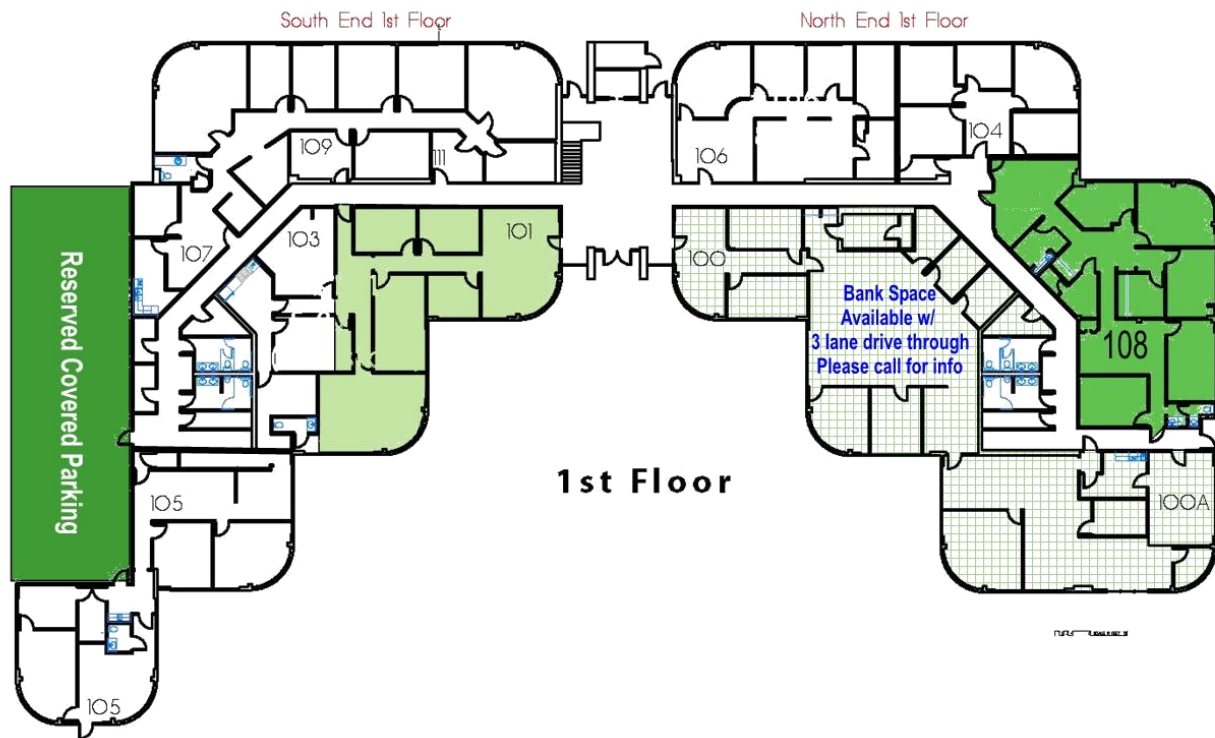 South End 1st Floor
North End 1st Floor
109
111
106
104
107
103
101
100
Bank Space
Available w/
3 lane drive through
Please call for info
108
Reserved Covered Parking
1st Floor
105
100A
105